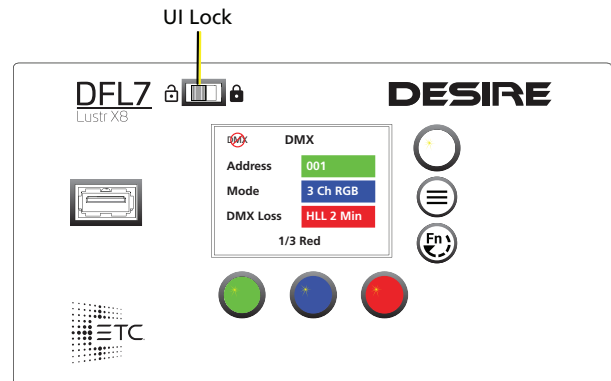 UI Lock
DFL7
Lustr X8
DESIRE
DMX DMX
Address 001
Mode 3 Ch RGB
DMX Loss HLL 2 Min
1/3 Red
Fn
ETC